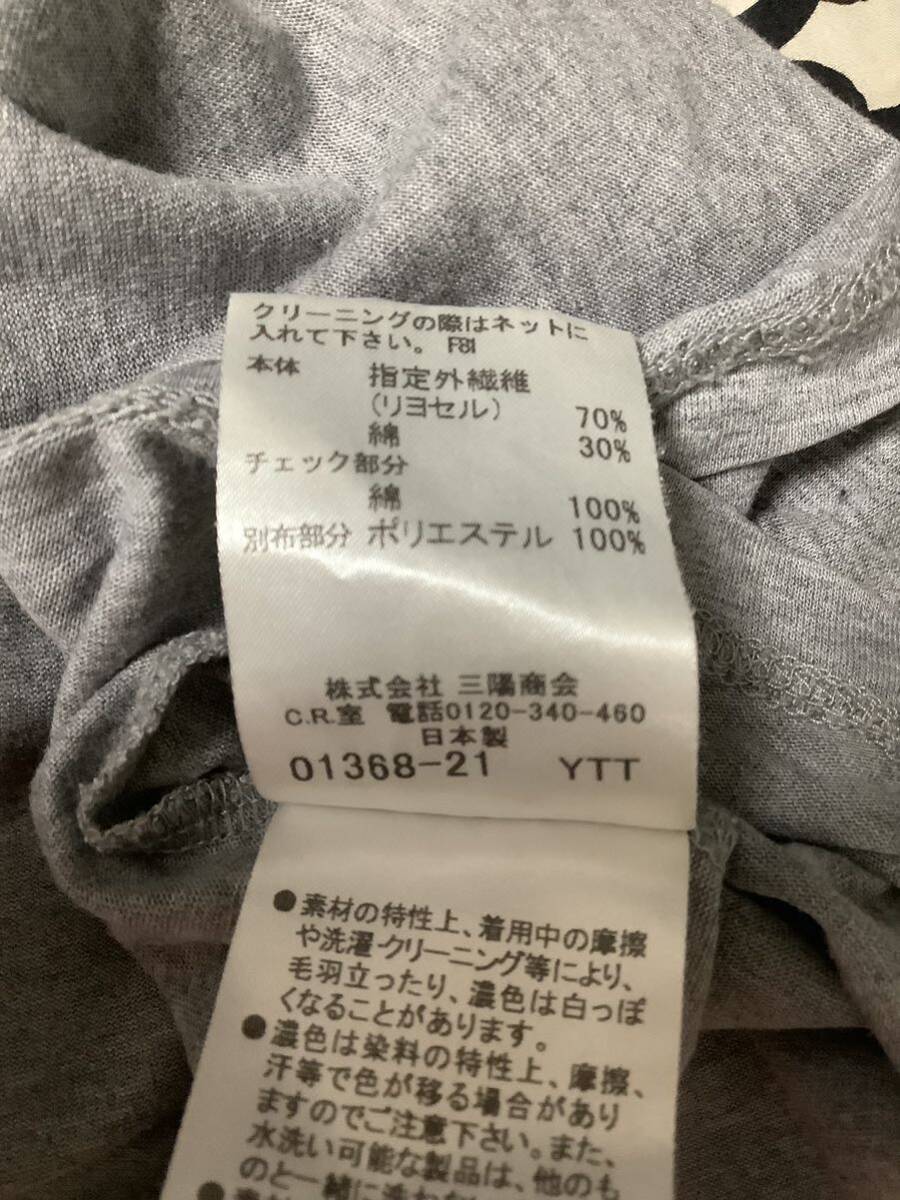 クリーニングの際はネットに
入れて下さい。 F8I
本体 指定外繊維
(リヨセル) 70%
綿 30%
チェック部分
綿 100%
別布部分 ポリエステル 100%
株式会社 三陽商会
C.R.室 電話0120-340-460
日本製
01368-21 YTT
●素材の特性上、着用中の摩擦
や洗濯・クリーニング等により、
毛羽立ったり、濃色は白っぽ
くなることがあります。
●濃色は染料の特性上、摩擦、
汗等で色が移る場合があり
ますのでご注意下さい。また、
水洗い可能な製品は、他のも
のと一緒に洗わない